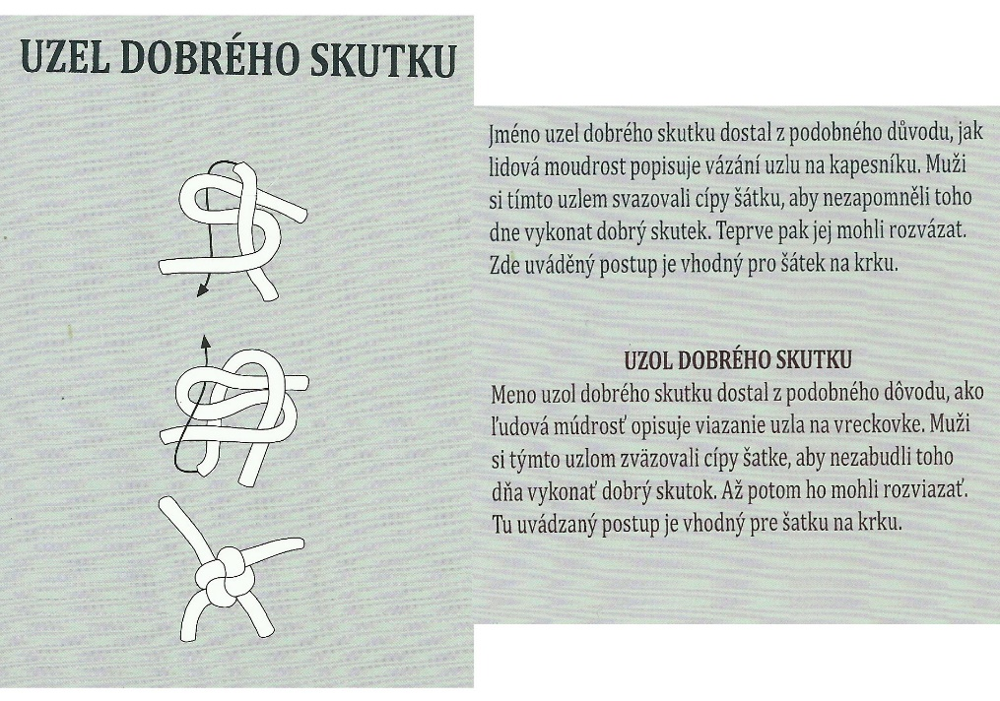 UZEL DOBRÉHO SKUTKU
Jméno uzel dobrého skutku dostal z podobného důvodu, jak
lidová moudrost popisuje vázání uzlu na kapesníku. Muži
si tímto uzlem svazovali cípy šátku, aby nezapomněli toho
dne vykonat dobrý skutek. Teprve pak jej mohli rozvázat.
Zde uváděný postup je vhodný pro šátek na krku.
UZOL DOBRÉHO SKUTKU
Meno uzol dobrého skutku dostal z podobného dôvodu, ako
ľudová múdrosť opisuje viazanie uzla na vreckovke. Muži
si týmto uzlom zväzovali cípy šatke, aby nezabudli toho
dňa vykonať dobrý skutok. Až potom ho mohli rozviazať.
Tu uvádzaný postup je vhodný pre šatku na krku.